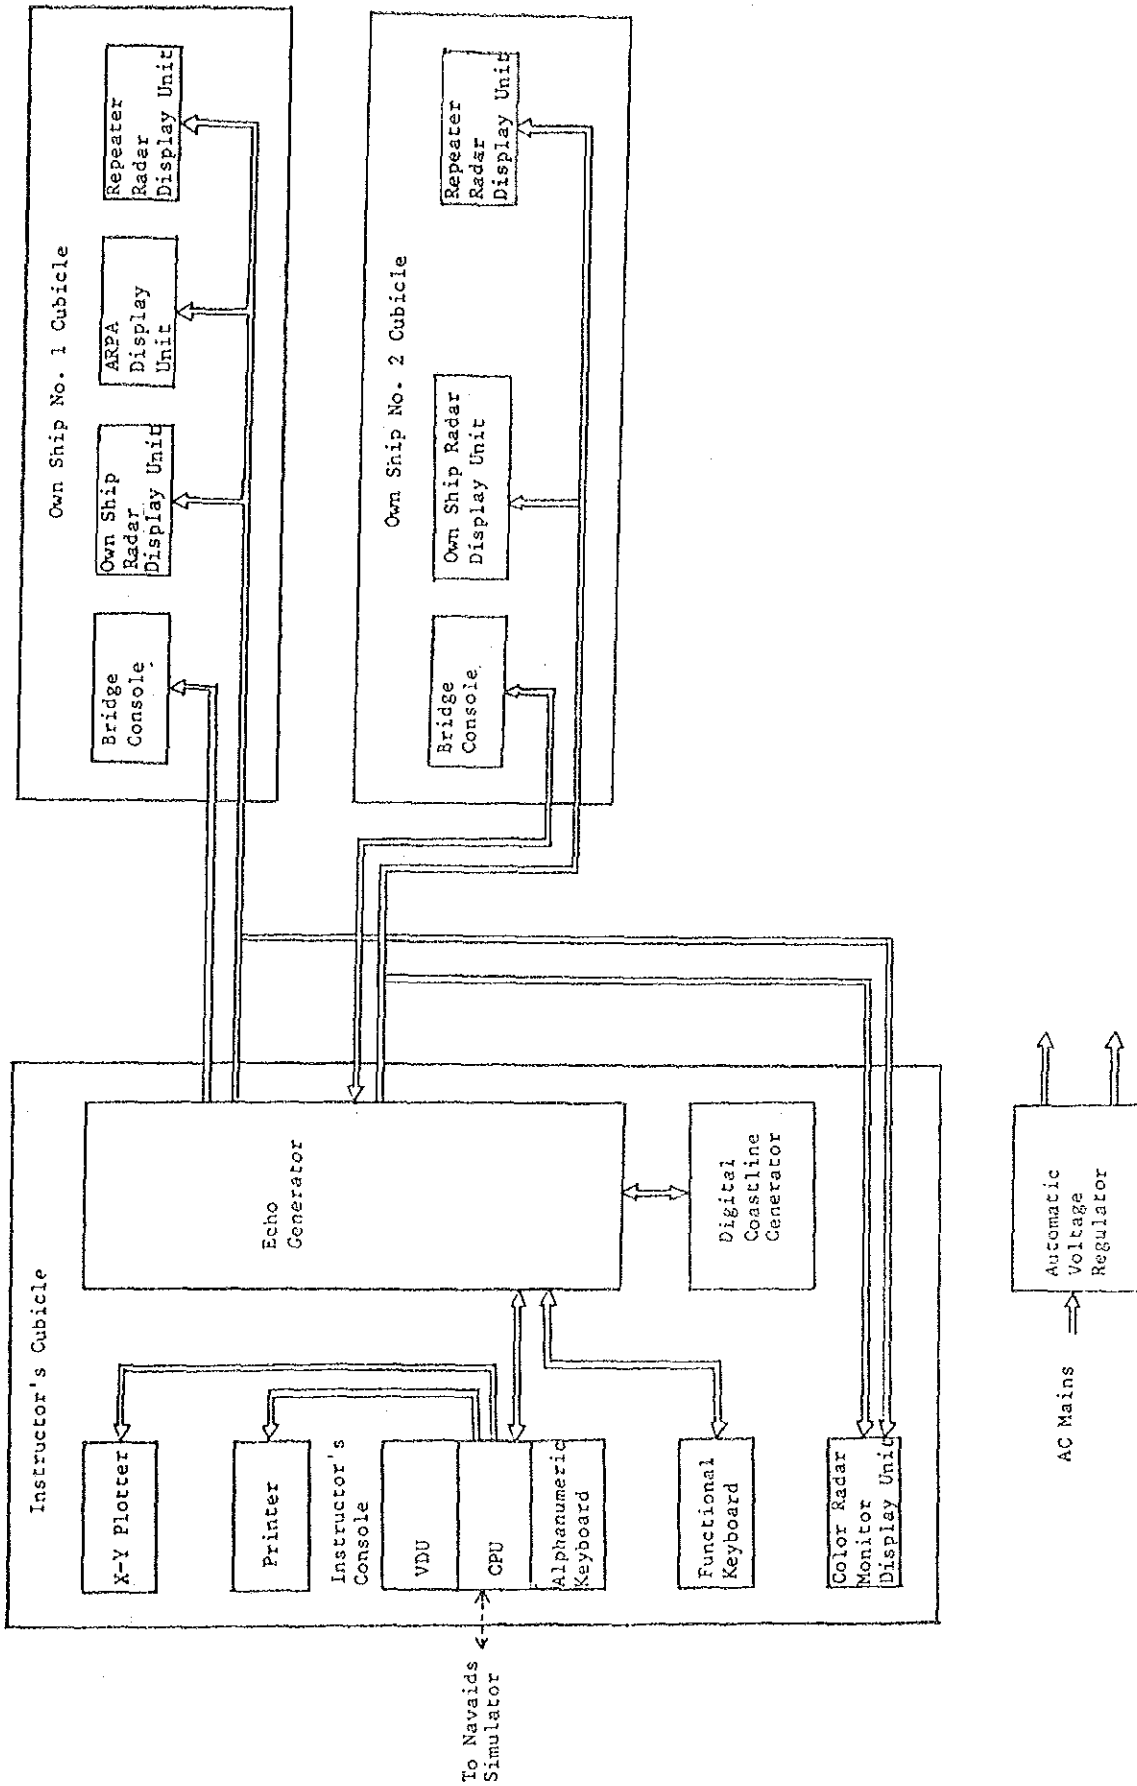 Instructor's Cubicle
X-Y Plotter
Printer
Instructor's
Console
VDU
CPU
Alphanumeric
Keyboard
Functional
Keyboard
Color Radar
Monitor
Display Unit
To Navaids
Simulator
Echo
Generator
Digital
Coastline
Generator
Own Ship No. 1 Cubicle
Bridge
Console
Own Ship
Radar
Display Unit
ARPA
Display
Unit
Repeater
Radar
Display Unit
Own Ship No. 2 Cubicle
Bridge
Console
Own Ship Radar
Display Unit
Repeater
Radar
Display Unit
AC Mains
Automatic
Voltage
Regulator